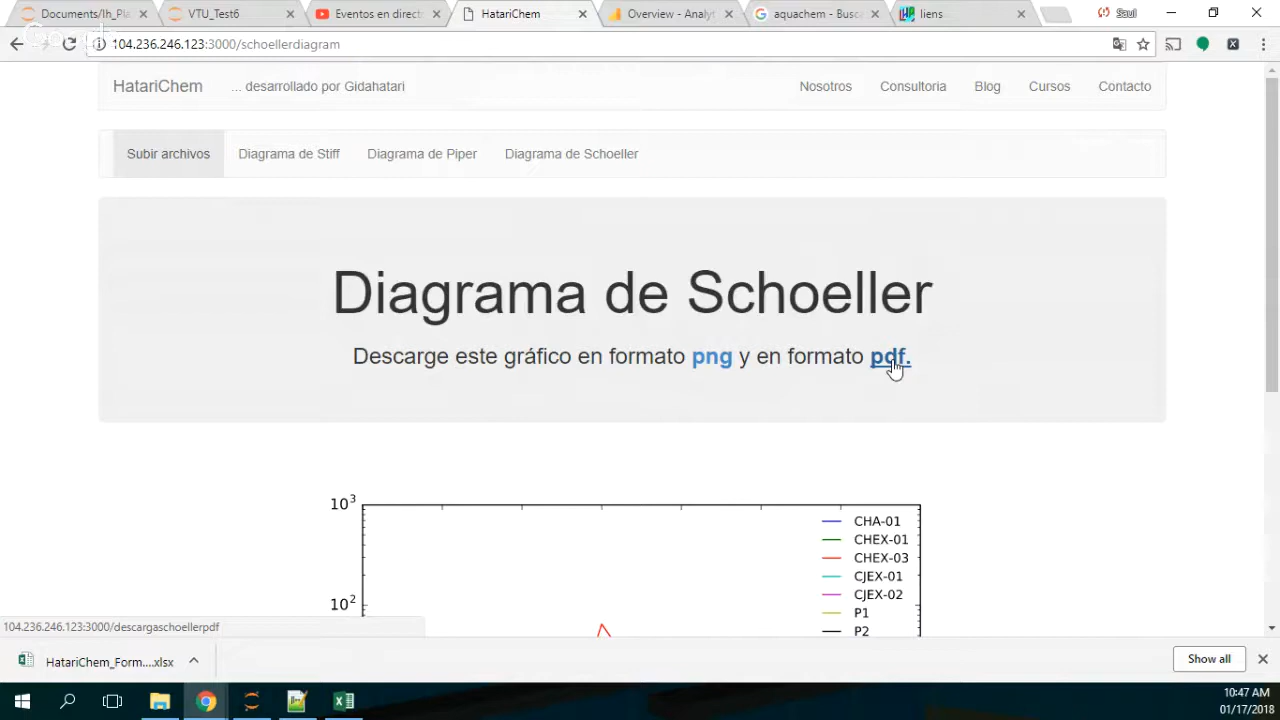 Documents/lh_Pla
VTU_Test6
Eventos en direct
HatariChem
Overview - Analyt
aquachem - Busca
liens
Saul
104.236.246.123:3000/schoellerdiagram
HatariChem
... desarrollado por Gidahatari
Nosotros
Consultoria
Blog
Cursos
Contacto
Subir archivos
Diagrama de Stiff
Diagrama de Piper
Diagrama de Schoeller
Diagrama de Schoeller
Descarge este gráfico en formato png y en formato pdf.
10³
CHA-01
CHEX-01
CHEX-03
CJEX-01
CJEX-02
10²
P1
P2
104.236.246.123:3000/descargaschoellerpdf
HatariChem_Form....xlsx
Show all
10:47 AM
01/17/2018